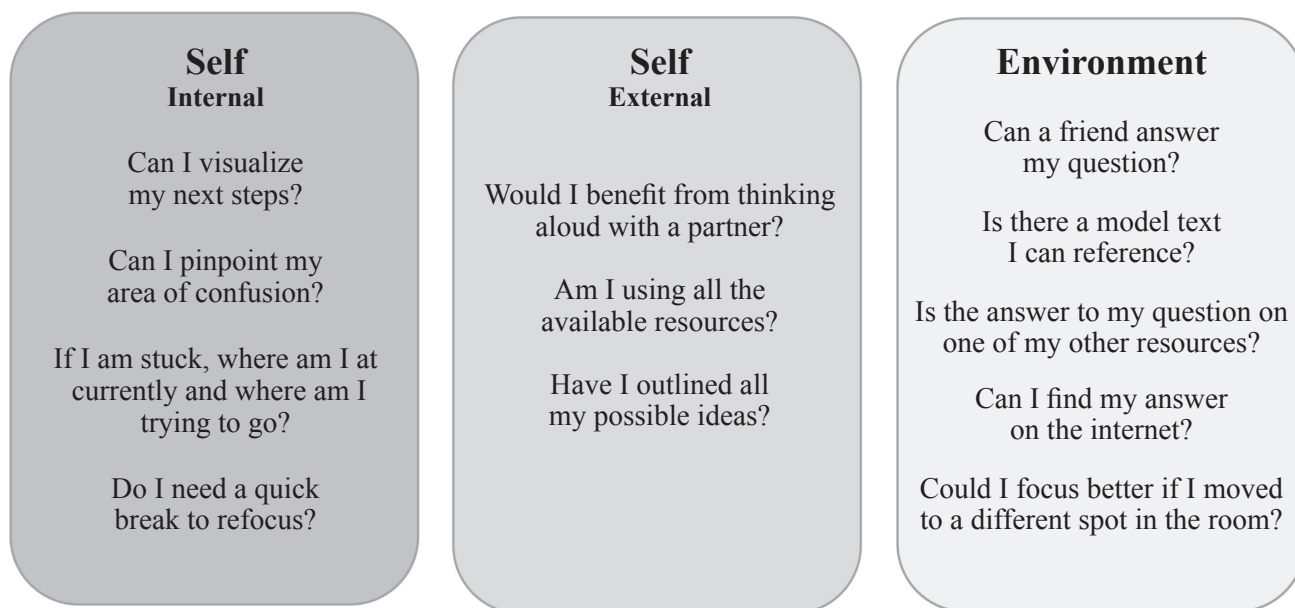 Self
Internal
Can I visualize
my next steps?
Can I pinpoint my
area of confusion?
If I am stuck, where am I at
currently and where am I
trying to go?
Do I need a quick
break to refocus?
Self
External
Would I benefit from thinking
aloud with a partner?
Am I using all the
available resources?
Have I outlined all
my possible ideas?
Environment
Can a friend answer
my question?
Is there a model text
I can reference?
Is the answer to my question on
one of my other resources?
Can I find my answer
on the internet?
Could I focus better if I moved
to a different spot in the room?